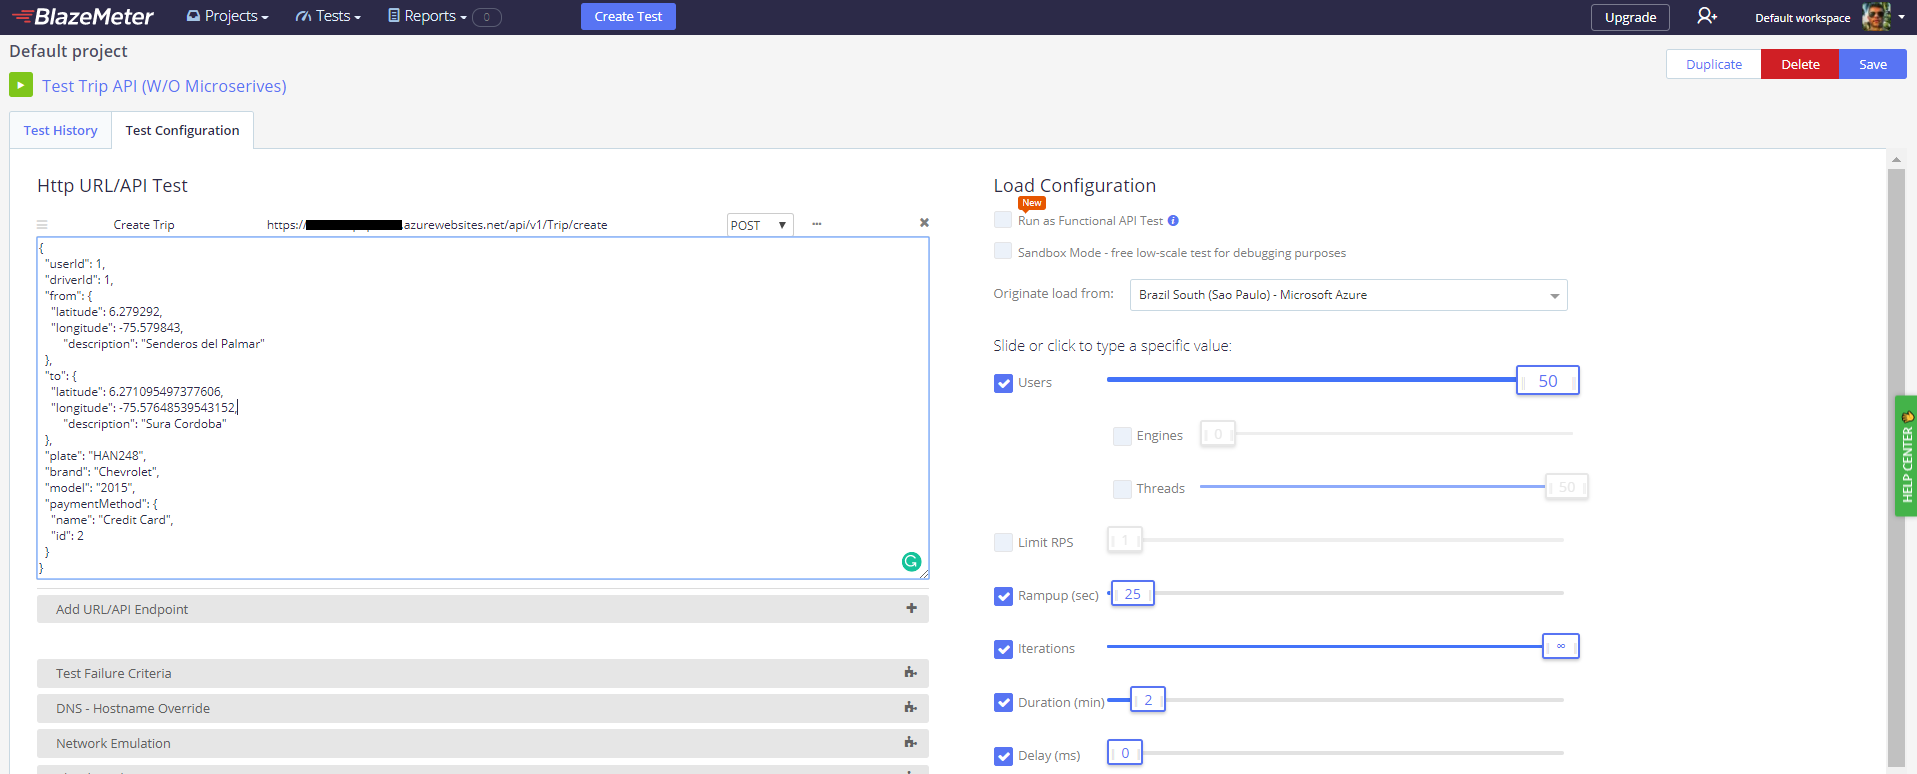 BlazeMeter Projects Tests Reports 0 Create Test Upgrade Default workspace
Default project
Duplicate Delete Save
Test Trip API (W/O Microserives)
Test History Test Configuration
Http URL/API Test
Create Trip https:// .azurewebsites.net/api/v1/Trip/create POST ▼ ...
{
"userId": 1,
"driverId": 1,
"from": {
"latitude": 6.279292,
"longitude": -75.579843,
"description": "Senderos del Palmar"
},
"to": {
"latitude": 6.271095497377606,
"longitude": -75.57648539543152,
"description": "Sura Cordoba"
},
"plate": "HAN248",
"brand": "Chevrolet",
"model": "2015",
"paymentMethod": {
"name": "Credit Card",
"id": 2
}
}
Add URL/API Endpoint
Test Failure Criteria
DNS - Hostname Override
Network Emulation
Load Configuration
New
Run as Functional API Test
Sandbox Mode - free low-scale test for debugging purposes
Originate load from: Brazil South (Sao Paulo) - Microsoft Azure
Slide or click to type a specific value:
Users 50
Engines 0
Threads 50
Limit RPS 1
Rampup (sec) 25
Iterations ∞
Duration (min) 2
Delay (ms) 0
HELP CENTER